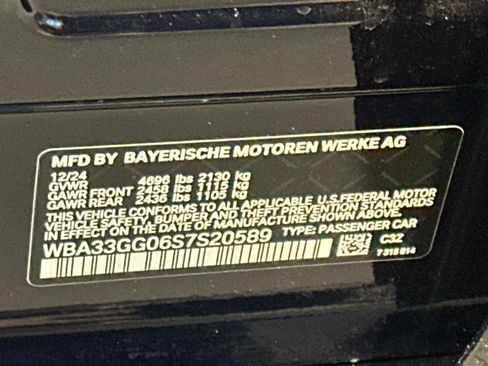 MFD BY BAYERISCHE MOTOREN WERKE AG
12/24
GVWR 4696 lbs 2130 kg
GAWR FRONT 2458 lbs 1115 kg
GAWR REAR 2436 lbs 1105 kg
THIS VEHICLE CONFORMS TO ALL APPLICABLE U.S.FEDERAL MOTOR
VEHICLE SAFETY, BUMPER AND THEFT PREVENTION STANDARDS
IN EFFECT ON THE DATE OF MANUFACTURE SHOWN ABOVE.
WBA33GG06S7S20589 TYPE: PASSENGER CAR
C3Z
7318814